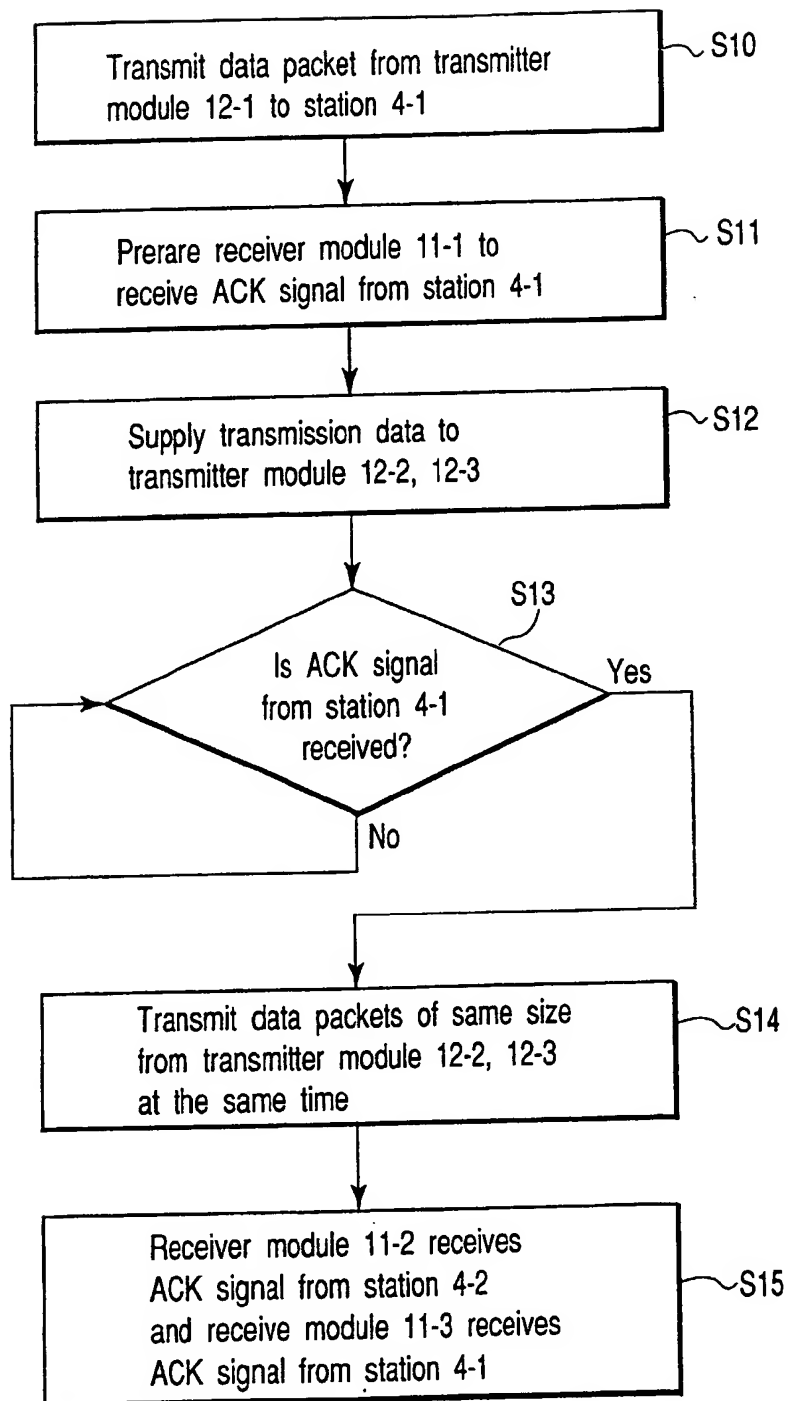 Transmit data packet from transmitter
module 12-1 to station 4-1
S10
Prerare receiver module 11-1 to
receive ACK signal from station 4-1
S11
Supply transmission data to
transmitter module 12-2, 12-3
S12
S13
Is ACK signal
from station 4-1
received?
Yes
No
Transmit data packets of same size
from transmitter module 12-2, 12-3
at the same time
S14
Receiver module 11-2 receives
ACK signal from station 4-2
and receive module 11-3 receives
ACK signal from station 4-1
S15